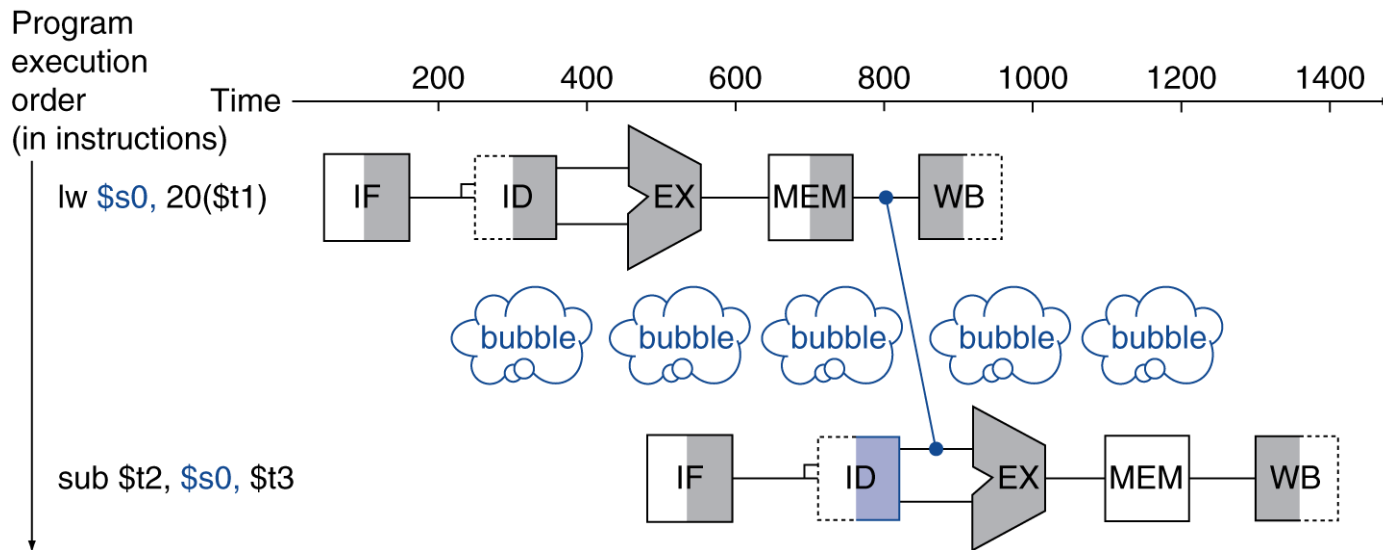 Program
execution
order
(in instructions)
Time
200 400 600 800 1000 1200 1400
lw $s0, 20($t1)
IF ID EX MEM WB
bubble bubble bubble bubble bubble
sub $t2, $s0, $t3
IF ID EX MEM WB